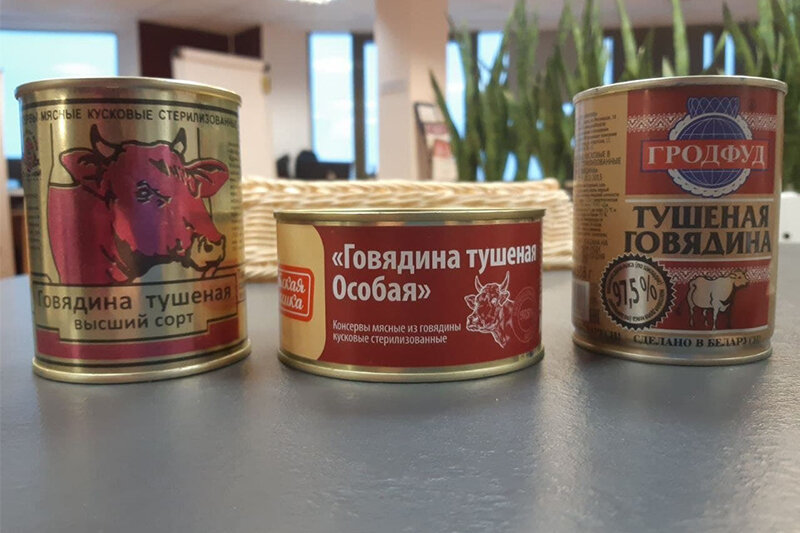 КОНСЕРВЫ МЯСНЫЕ КУСКОВЫЕ СТЕРИЛИЗОВАННЫЕ
Говядина тушеная
высший сорт
«Говядина тушеная
Особая»
Консервы мясные из говядины
кусковые стерилизованные
ГРОДФУД
ТУШЕНАЯ
ГОВЯДИНА
97,5%
СДЕЛАНО В БЕЛАРУСИ